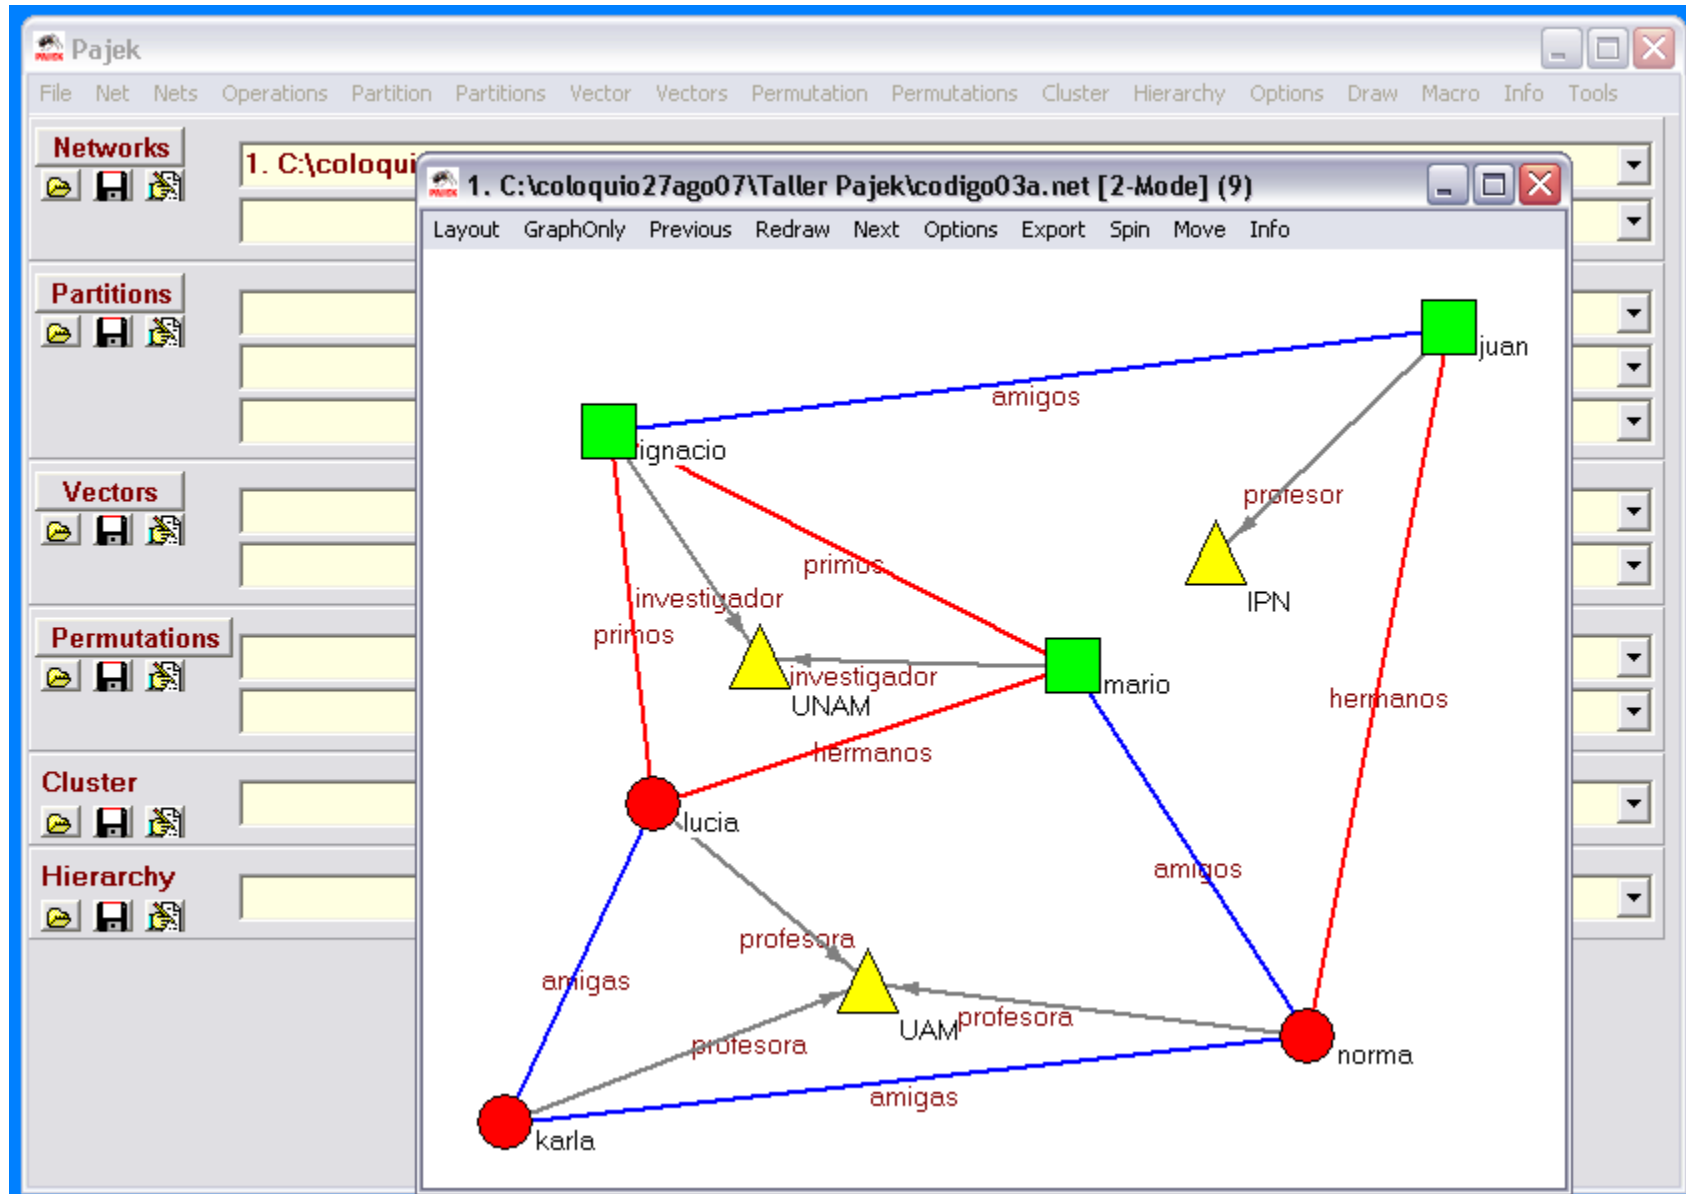 Pajek
File Net Nets Operations Partition Partitions Vector Vectors Permutation Permutations Cluster Hierarchy Options Draw Macro Info Tools
Networks
1. C:\coloqui
1. C:\coloquio27ago07\Taller Pajek\codigo03a.net [2-Mode] (9)
Layout GraphOnly Previous Redraw Next Options Export Spin Move Info
Partitions
Vectors
Permutations
Cluster
Hierarchy
juan
amigos
ignacio
profesor
primos
investigador
IPN
primos
investigador
mario
UNAM
hermanos
hermanos
lucia
amigos
profesora
amigas
UAM
profesora
profesora
norma
amigas
karla